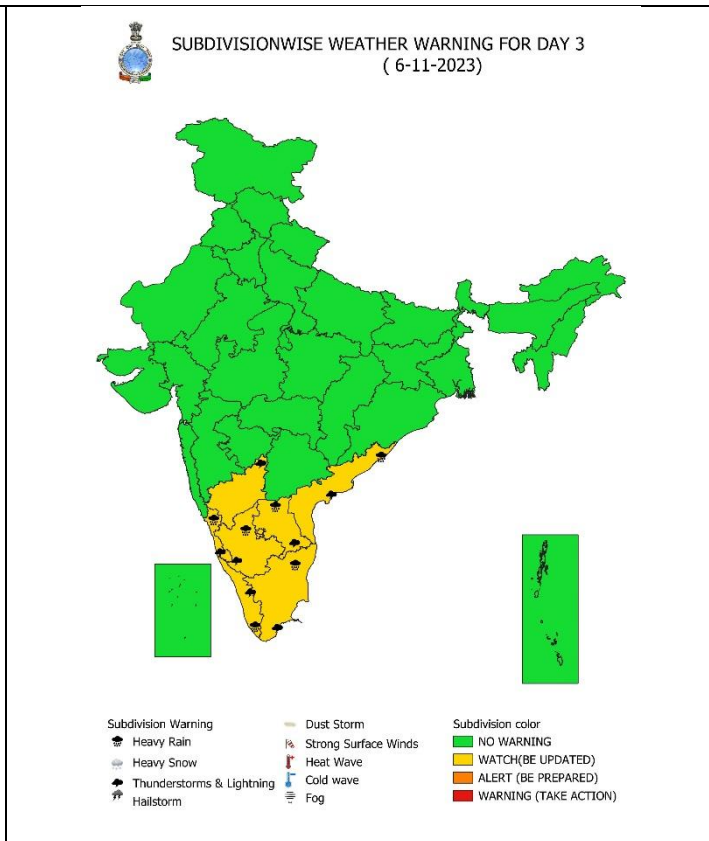 SUBDIVISIONWISE WEATHER WARNING FOR DAY 3
( 6-11-2023)
Subdivision Warning
Heavy Rain
Heavy Snow
Thunderstorms & Lightning
Hailstorm
Dust Storm
Strong Surface Winds
Heat Wave
Cold wave
Fog
Subdivision color
NO WARNING
WATCH(BE UPDATED)
ALERT (BE PREPARED)
WARNING (TAKE ACTION)